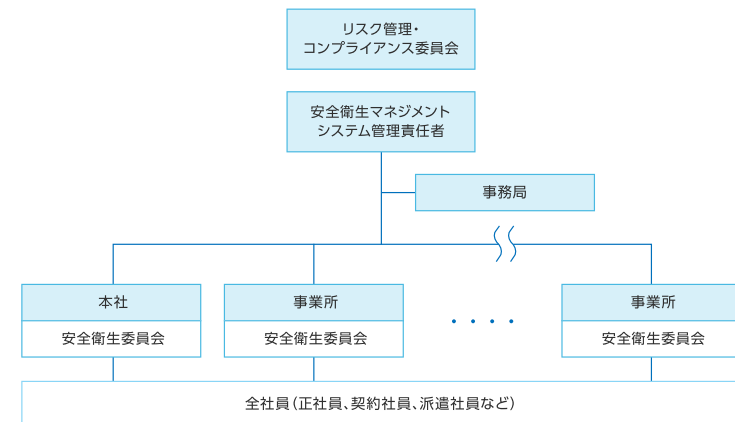 リスク管理・
コンプライアンス委員会
安全衛生マネジメント
システム管理責任者
事務局
本社
事業所
事業所
安全衛生委員会
安全衛生委員会
安全衛生委員会
全社員（正社員、契約社員、派遣社員など）